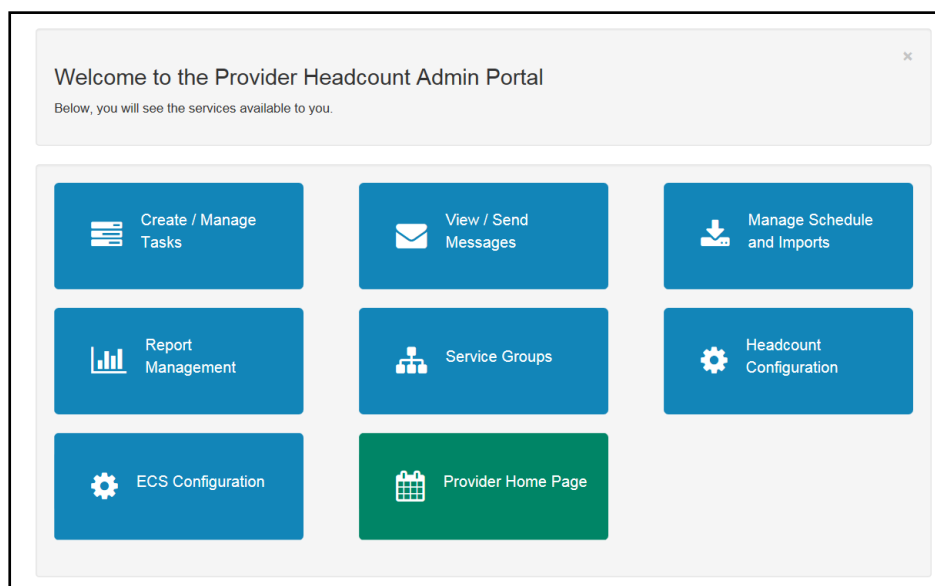 Welcome to the Provider Headcount Admin Portal
×
Below, you will see the services available to you.
Create / Manage
Tasks
View / Send
Messages
Manage Schedule
and Imports
Report
Management
Service Groups
Headcount
Configuration
ECS Configuration
Provider Home Page